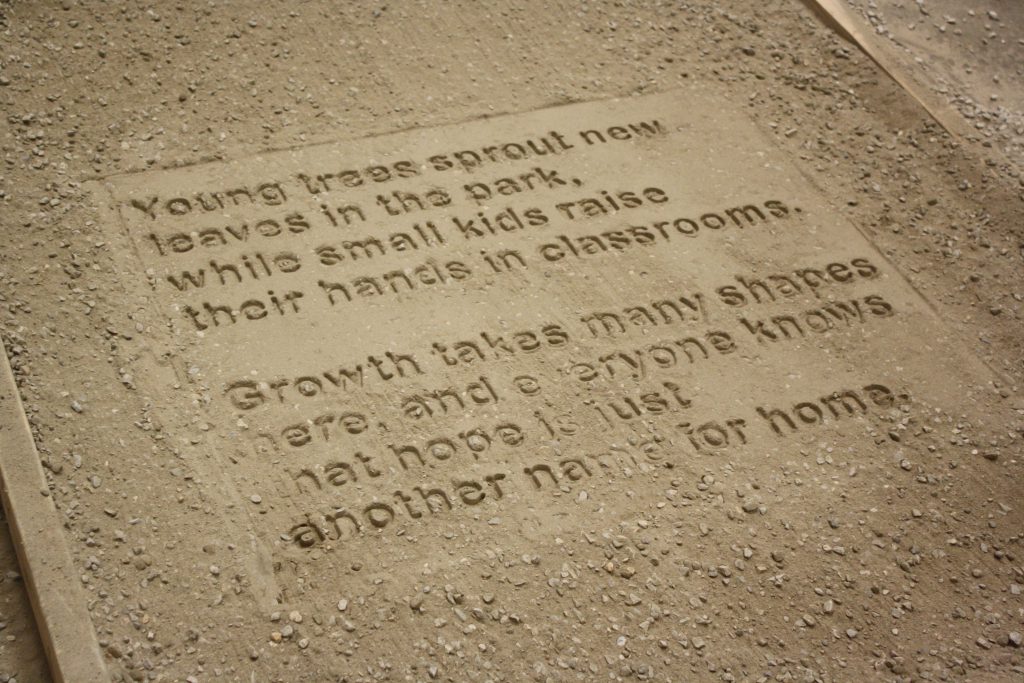 Young trees sprout new
leaves in the park,
while small kids raise
their hands in classrooms.
Growth takes many shapes
here, and everyone knows
that hope is just
another name for home.